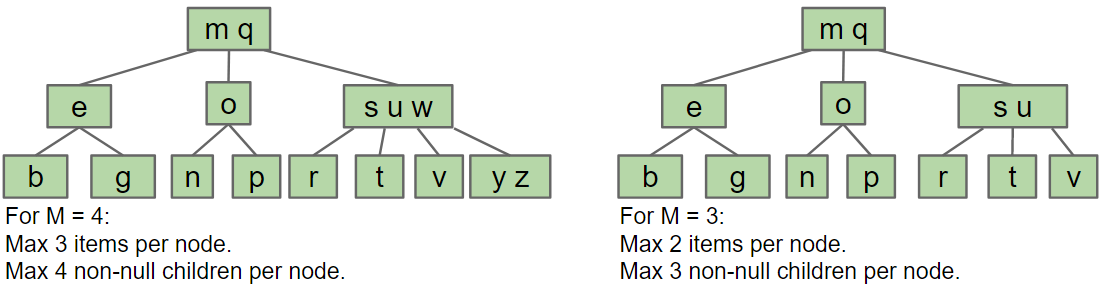 m q
e
o
s u w
b
g
n
p
r
t
v
y z
For M = 4:
Max 3 items per node.
Max 4 non-null children per node.
m q
e
o
s u
b
g
n
p
r
t
v
For M = 3:
Max 2 items per node.
Max 3 non-null children per node.